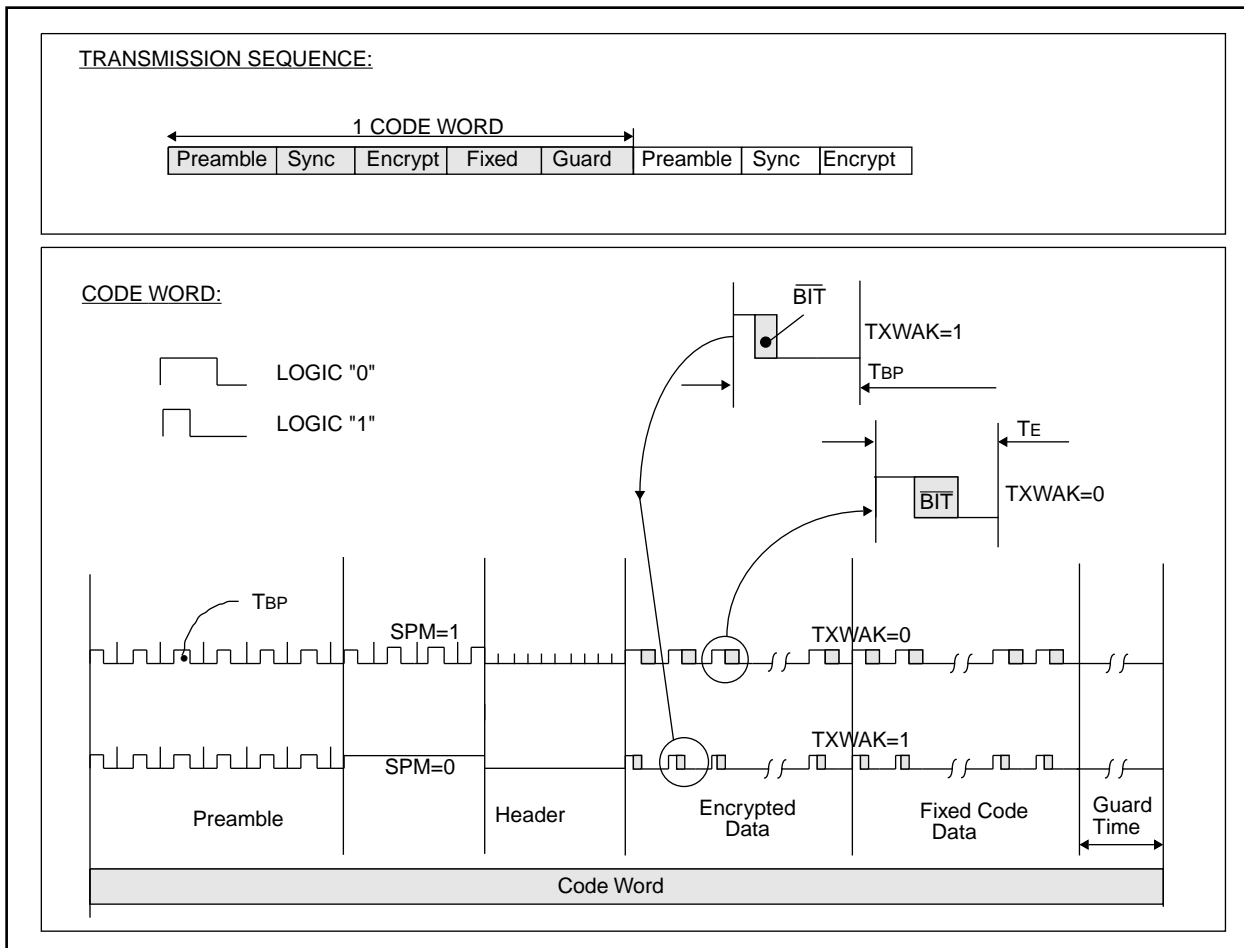 TRANSMISSION SEQUENCE:
1 CODE WORD
Preamble Sync Encrypt Fixed Guard Preamble Sync Encrypt
CODE WORD:
LOGIC "0"
LOGIC "1"
BIT
TXWAK=1
TBP
TE
BIT
TXWAK=0
TBP
SPM=1
TXWAK=0
SPM=0
TXWAK=1
Preamble
Header
Encrypted
Data
Fixed Code
Data
Guard
Time
Code Word